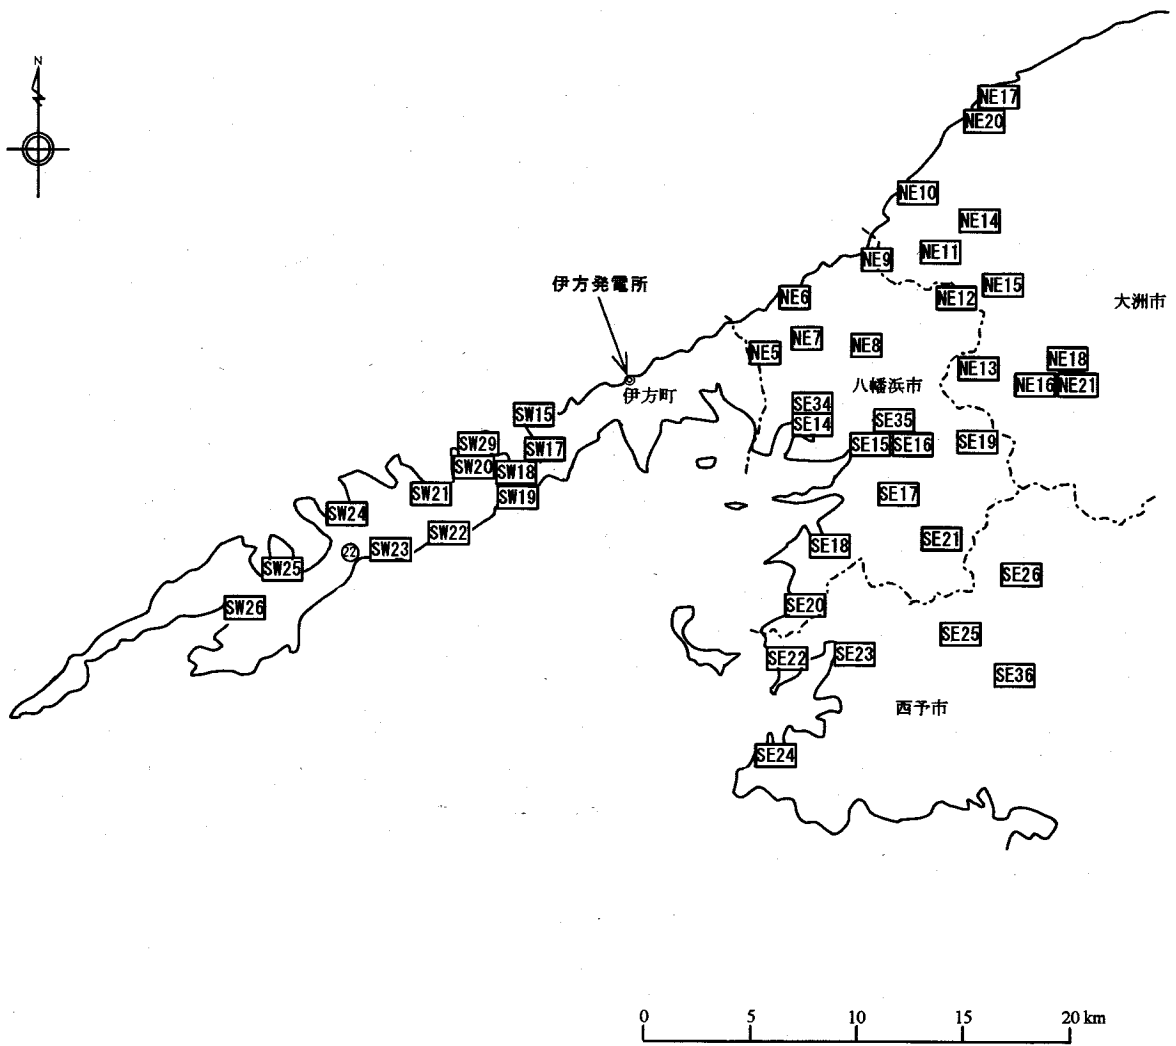 N
NE17
NE20
NE10
NE14
NE11
NE9
伊方発電所
NE6
NE15
NE12
大洲市
NE7
NE8
NE5
NE18
NE13
八幡浜市
NE16 NE21
伊方町
SE34
SW15
SE35
SE14
SW29
SW17
SE15 SE16
SE19
SW20
SW18
SW21
SW19
SE17
SW24
SW22
SE21
22
SW23
SE18
SW25
SE26
SW26
SE20
SE25
SE22
SE23
SE36
西予市
SE24
0 5 10 15 20 km